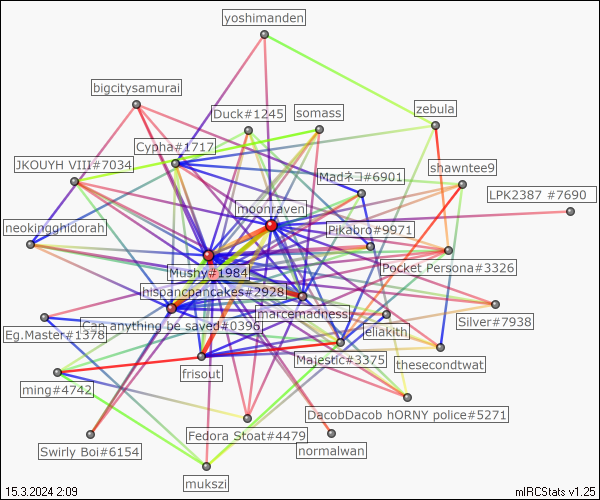 yoshimanden
bigcitysamurai
Duck#1245
somass
zebula
Cypha#1717
JKOUYH VIII#7034
Madネコ#6901
shawntee9
LPK2387 #7690
moonraven
neokingghidorah
Pikabro#9971
Mushy#1984
Pocket Persona#3326
hispancpancakes#2928
marcemadness
Silver#7938
Eg.Master#1378
Can anything be saved#0396
eliakith
Majestic#3375
thesecondtwat
frisout
ming#4742
DacobDacob hORNY police#5271
Fedora Stoat#4479
normalwan
Swirly Boi#6154
mukszi
15.3.2024 2:09
mIRCStats v1.25